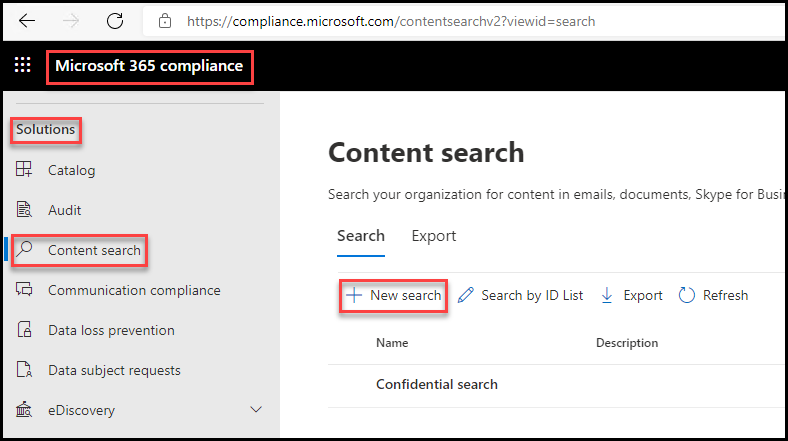 https://compliance.microsoft.com/contentsearchv2?viewid=search
Microsoft 365 compliance
Solutions
Catalog
Audit
Content search
Communication compliance
Data loss prevention
Data subject requests
eDiscovery
Content search
Search your organization for content in emails, documents, Skype for Busi
Search Export
New search Search by ID List Export Refresh
Name Description
Confidential search